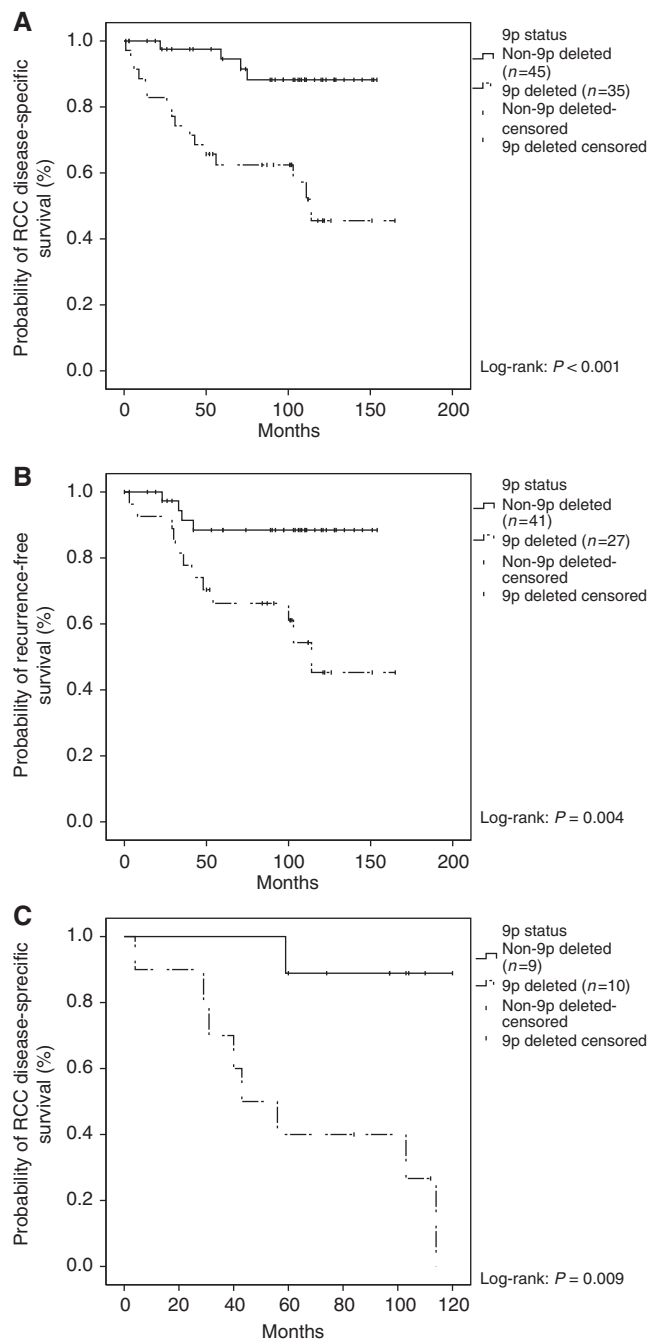 A
Probability of RCC disease-specific
survival (%)
1.0
0.8
0.6
0.4
0.2
0.0
0
50
100
150
200
Months
9p status
Non-9p deleted
(n=45)
9p deleted (n=35)
Non-9p deleted-
censored
9p deleted censored
Log-rank: P < 0.001
B
Probability of recurrence-free
survival (%)
1.0
0.8
0.6
0.4
0.2
0.0
0
50
100
150
200
Months
9p status
Non-9p deleted
(n=41)
9p deleted (n=27)
Non-9p deleted-
censored
9p deleted censored
Log-rank: P = 0.004
C
Probability of RCC disease-sprecific
survival (%)
1.0
0.8
0.6
0.4
0.2
0.0
0
20
40
60
80
100
120
Months
9p status
Non-9p deleted
(n=9)
9p deleted (n=10)
Non-9p deleted-
censored
9p deleted censored
Log-rank: P = 0.009